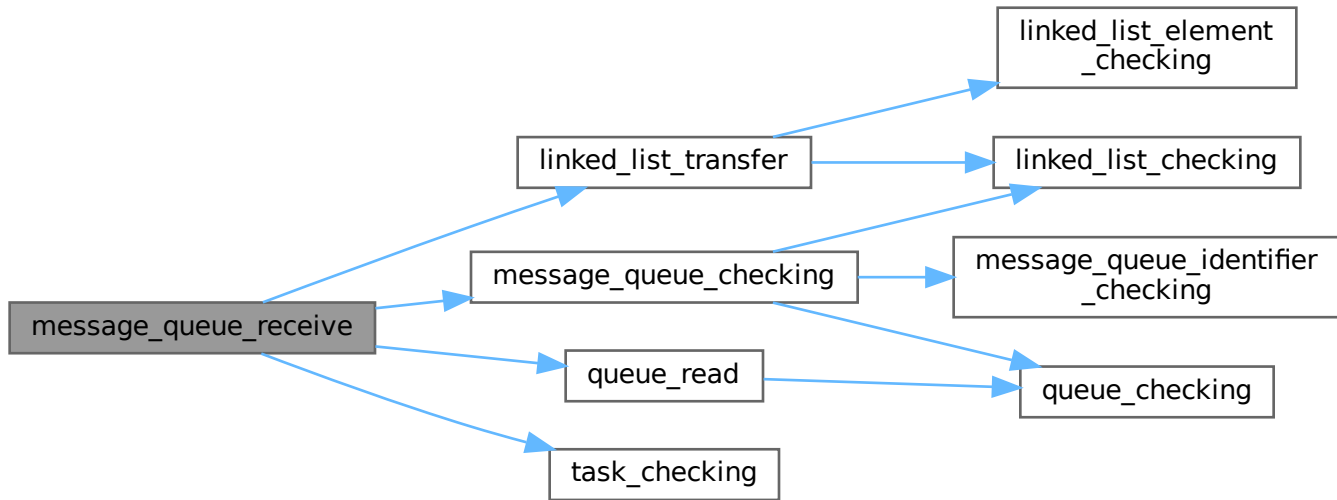 message_queue_receive
linked_list_transfer
message_queue_checking
queue_read
task_checking
linked_list_element
_checking
linked_list_checking
message_queue_identifier
_checking
queue_checking